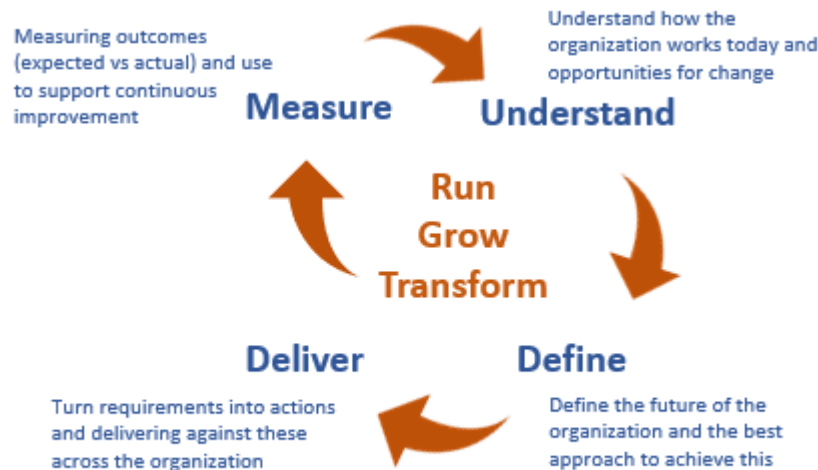 Measuring outcomes
(expected vs actual) and use
to support continuous
improvement
Measure
Understand how the
organization works today and
opportunities for change
Understand
Run
Grow
Transform
Deliver
Turn requirements into actions
and delivering against these
across the organization
Define
Define the future of the
organization and the best
approach to achieve this